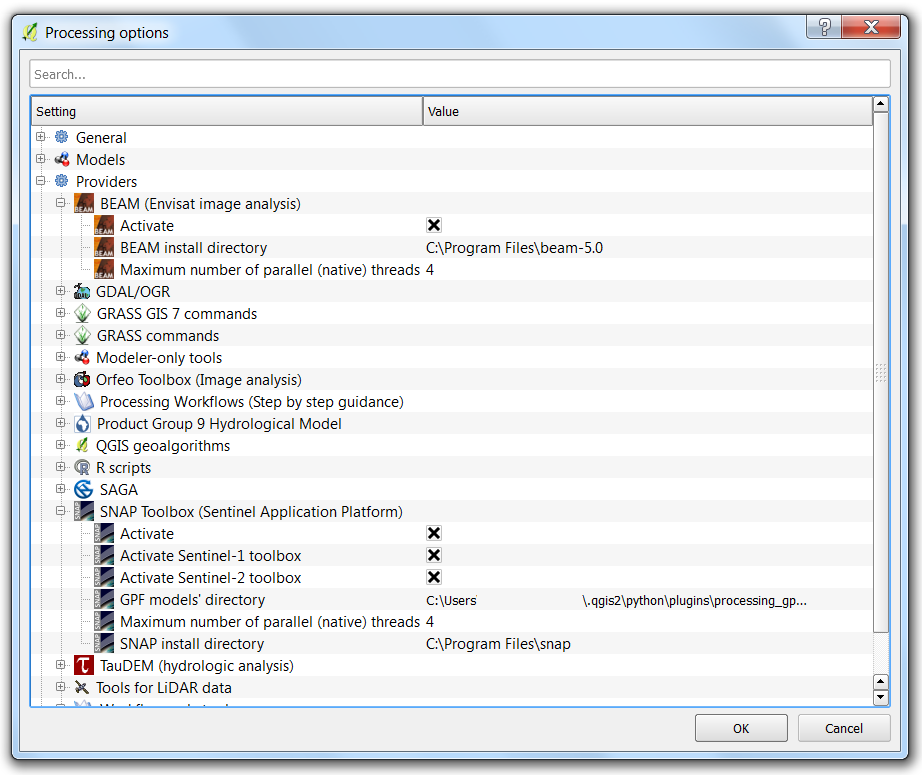 Processing options
Search...
Setting Value
General
Models
Providers
BEAM (Envisat image analysis)
Activate
BEAM install directory C:\Program Files\beam-5.0
Maximum number of parallel (native) threads 4
GDAL/OGR
GRASS GIS 7 commands
GRASS commands
Modeler-only tools
Orfeo Toolbox (Image analysis)
Processing Workflows (Step by step guidance)
Product Group 9 Hydrological Model
QGIS geoalgorithms
R scripts
SAGA
SNAP Toolbox (Sentinel Application Platform)
Activate
Activate Sentinel-1 toolbox
Activate Sentinel-2 toolbox
GPF models' directory C:\Users \.qgis2\python\plugins\processing_gp...
Maximum number of parallel (native) threads 4
SNAP install directory C:\Program Files\snap
TauDEM (hydrologic analysis)
Tools for LiDAR data
OK Cancel